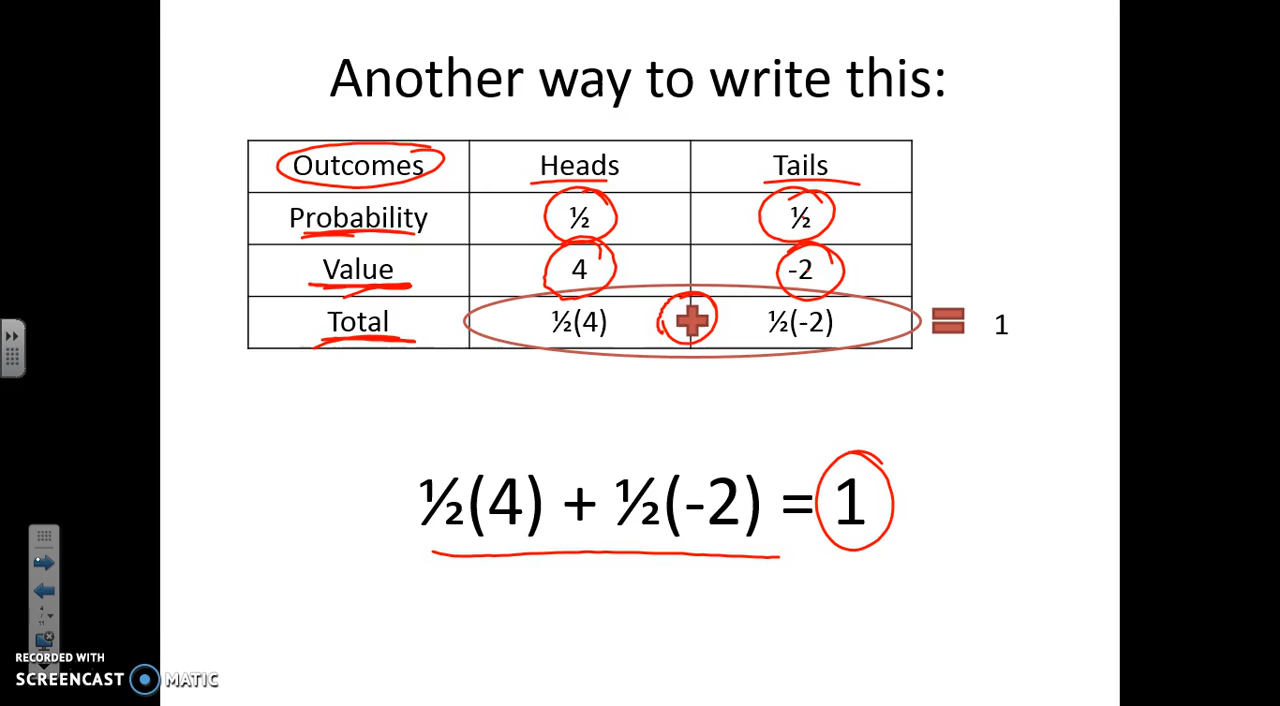 Another way to write this:
Outcomes Heads Tails
Probability ½ ½
Value 4 -2
Total ½(4) + ½(-2) = 1
½(4) + ½(-2) = 1
RECORDED WITH
SCREENCAST MATIC